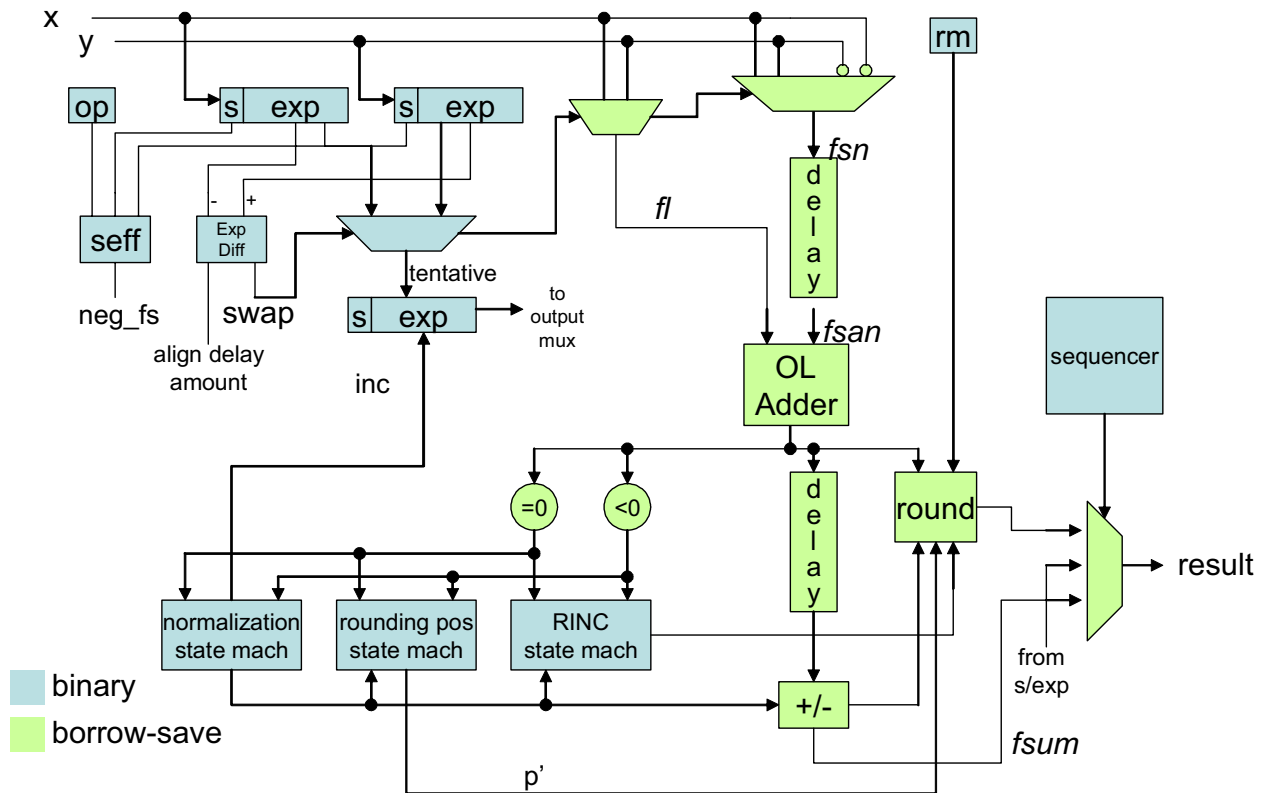 x
y
rm
op
s exp
s exp
fsn
delay
- +
seff
Exp
Diff
fl
tentative
neg_fs
swap
s exp
to
output
mux
fsan
align delay
amount
inc
OL
Adder
sequencer
=0
<0
delay
round
result
normalization
state mach
rounding pos
state mach
RINC
state mach
from
s/exp
binary
borrow-save
+/-
fsum
p’